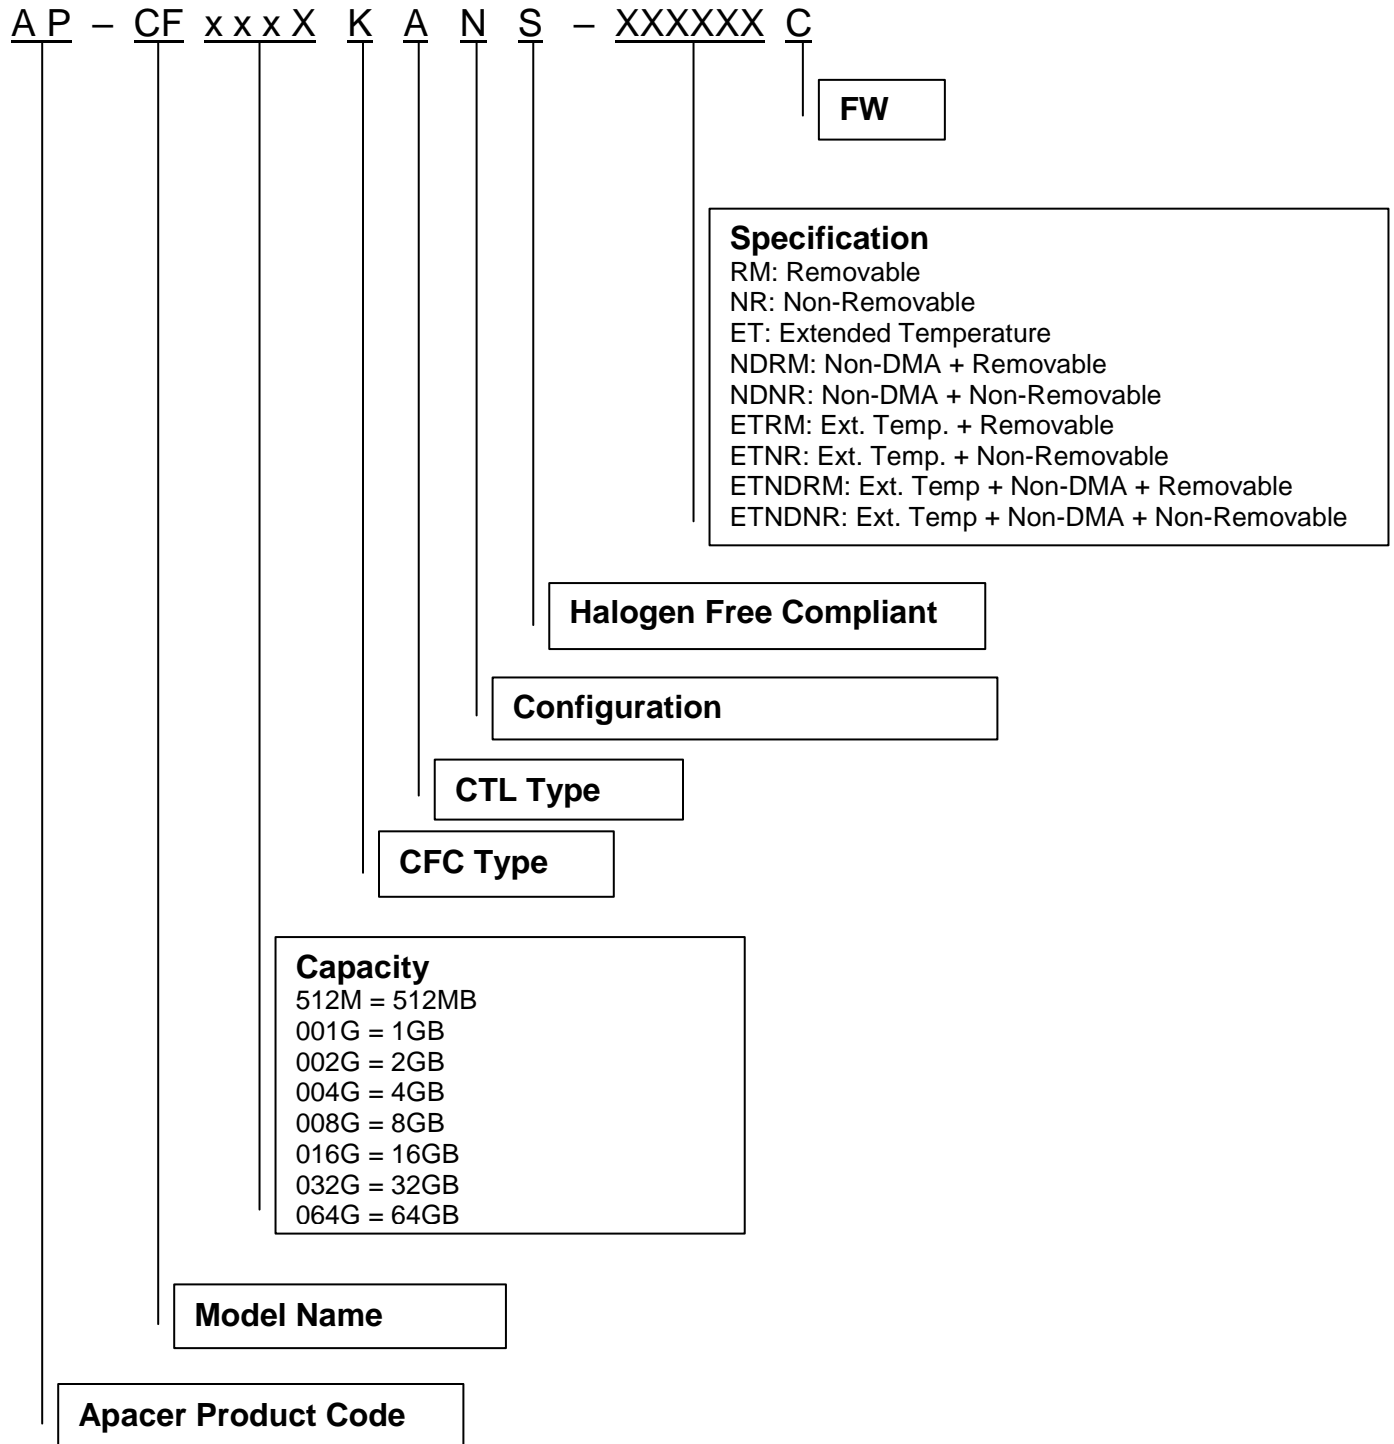 A P – CF x x x X K A N S – XXXXXX C
FW
Specification
RM: Removable
NR: Non-Removable
ET: Extended Temperature
NDRM: Non-DMA + Removable
NDNR: Non-DMA + Non-Removable
ETRM: Ext. Temp. + Removable
ETNR: Ext. Temp. + Non-Removable
ETNDRM: Ext. Temp + Non-DMA + Removable
ETNDNR: Ext. Temp + Non-DMA + Non-Removable
Halogen Free Compliant
Configuration
CTL Type
CFC Type
Capacity
512M = 512MB
001G = 1GB
002G = 2GB
004G = 4GB
008G = 8GB
016G = 16GB
032G = 32GB
064G = 64GB
Model Name
Apacer Product Code